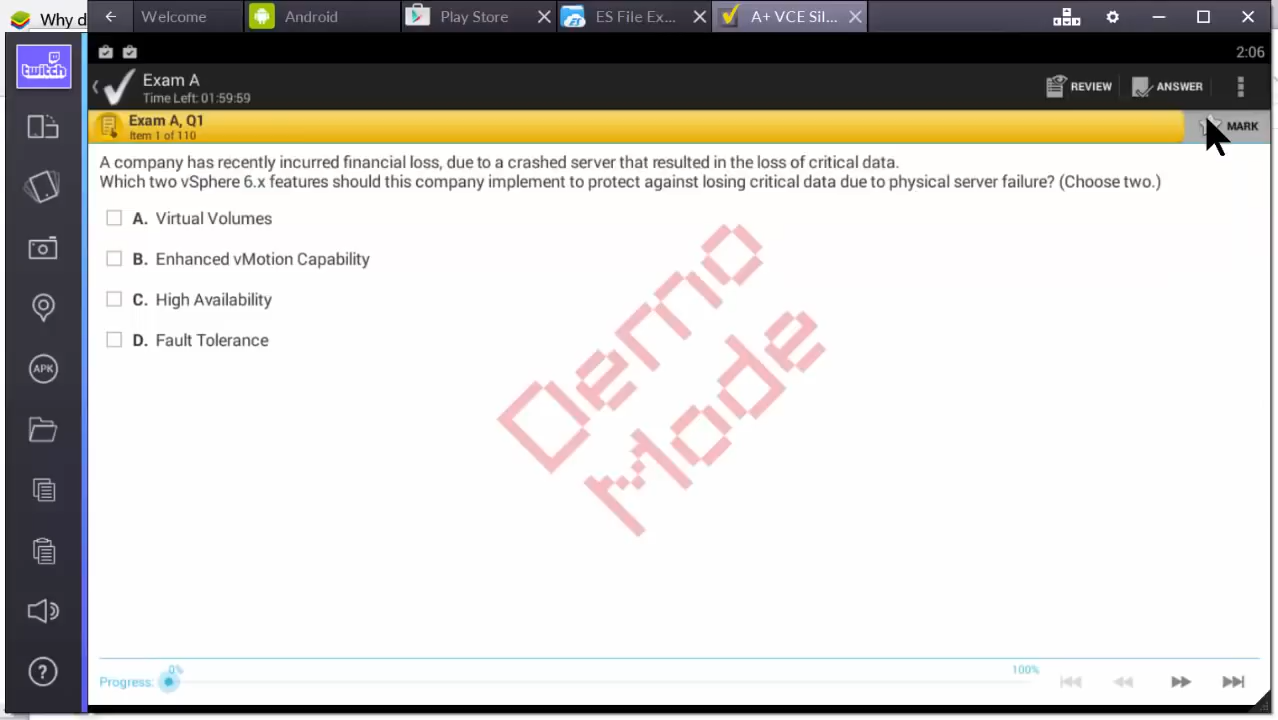 Why d
Welcome
Android
Play Store
ES File Ex...
A+ VCE Sil...
twitch
2:06
Exam A
Time Left: 01:59:59
REVIEW
ANSWER
Exam A, Q1
Item 1 of 110
MARK
A company has recently incurred financial loss, due to a crashed server that resulted in the loss of critical data.
Which two vSphere 6.x features should this company implement to protect against losing critical data due to physical server failure? (Choose two.)
A. Virtual Volumes
B. Enhanced vMotion Capability
C. High Availability
D. Fault Tolerance
Demo
Mode
APK
?
Progress:
0%
100%